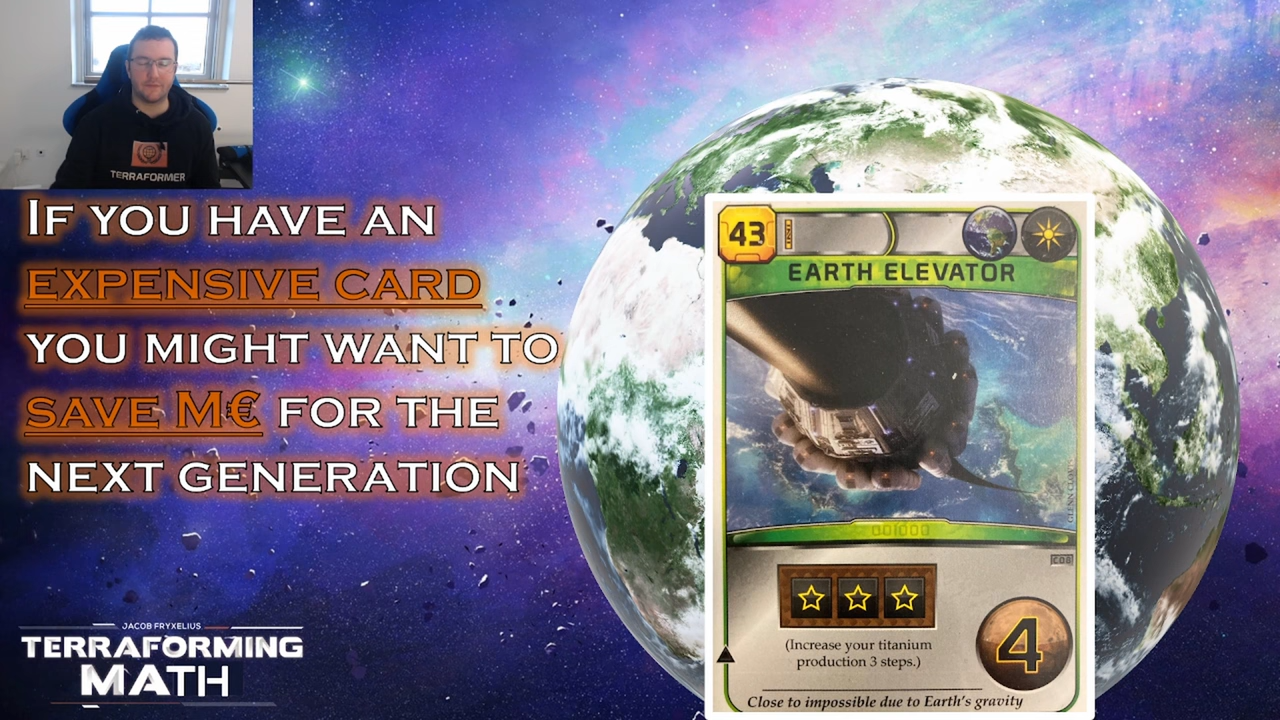 TERRAFORMER
IF YOU HAVE AN
EXPENSIVE CARD
YOU MIGHT WANT TO
SAVE M€ FOR THE
NEXT GENERATION
JACOB FRYXELIUS
TERRAFORMING
MATH
43
EARTH ELEVATOR
(Increase your titanium
production 3 steps.)
4
Close to impossible due to Earth's gravity